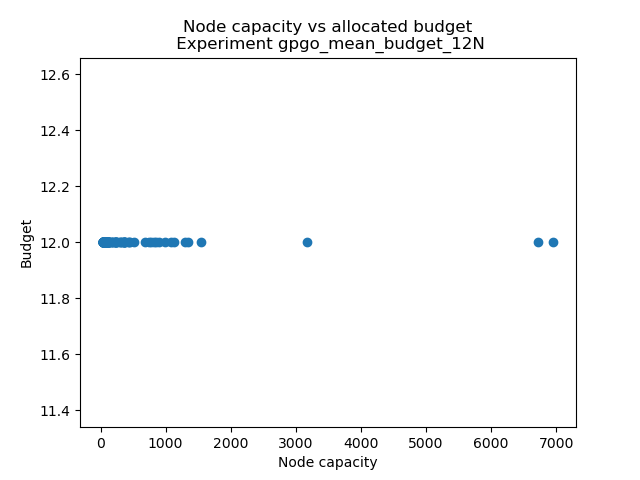 Node capacity vs allocated budget
Experiment gpgo_mean_budget_12N
12.6
12.4
12.2
12.0
11.8
11.6
11.4
Budget
0 1000 2000 3000 4000 5000 6000 7000
Node capacity